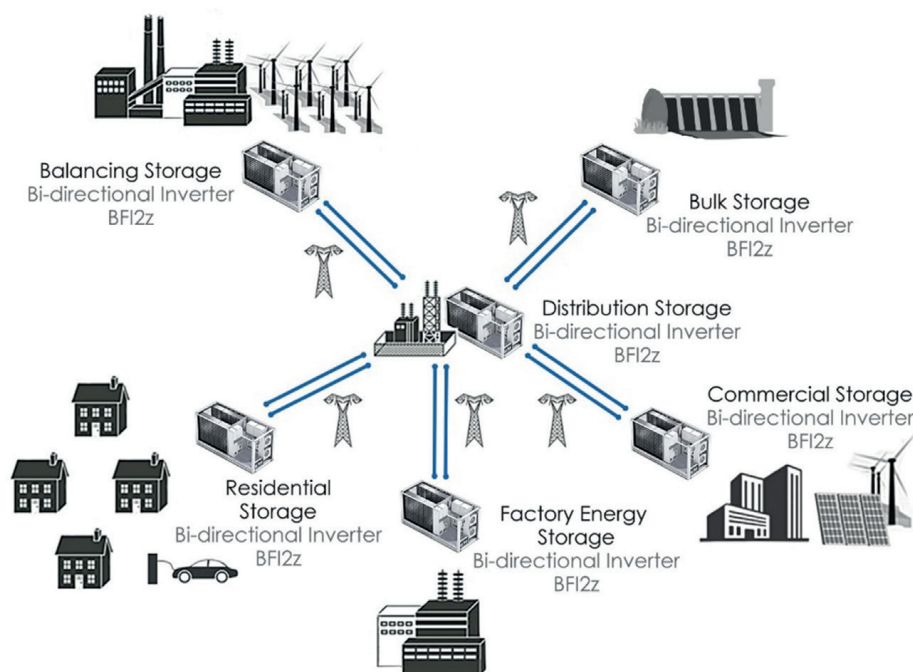 Balancing Storage
Bi-directional Inverter
BFI2z
Bulk Storage
Bi-directional Inverter
BFI2z
Distribution Storage
Bi-directional Inverter
BFI2z
Commercial Storage
Bi-directional Inverter
BFI2z
Residential
Storage
Bi-directional Inverter
BFI2z
Factory Energy
Storage
Bi-directional Inverter
BFI2z